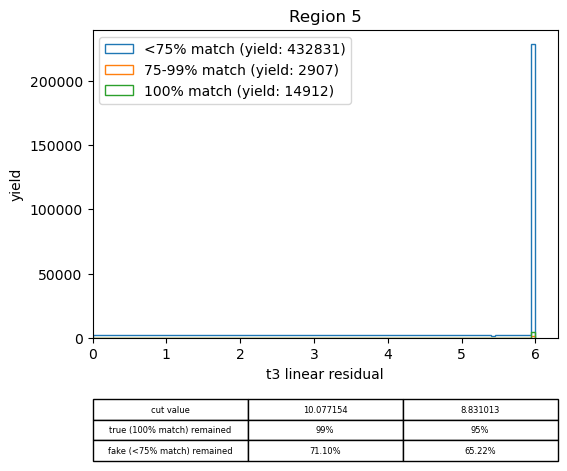 Region 5
<75% match (yield: 432831)
75-99% match (yield: 2907)
100% match (yield: 14912)
200000
150000
100000
50000
0
yield
0 1 2 3 4 5 6
t3 linear residual
cut value 10.077154 8.831013
true (100% match) remained 99% 95%
fake (<75% match) remained 71.10% 65.22%